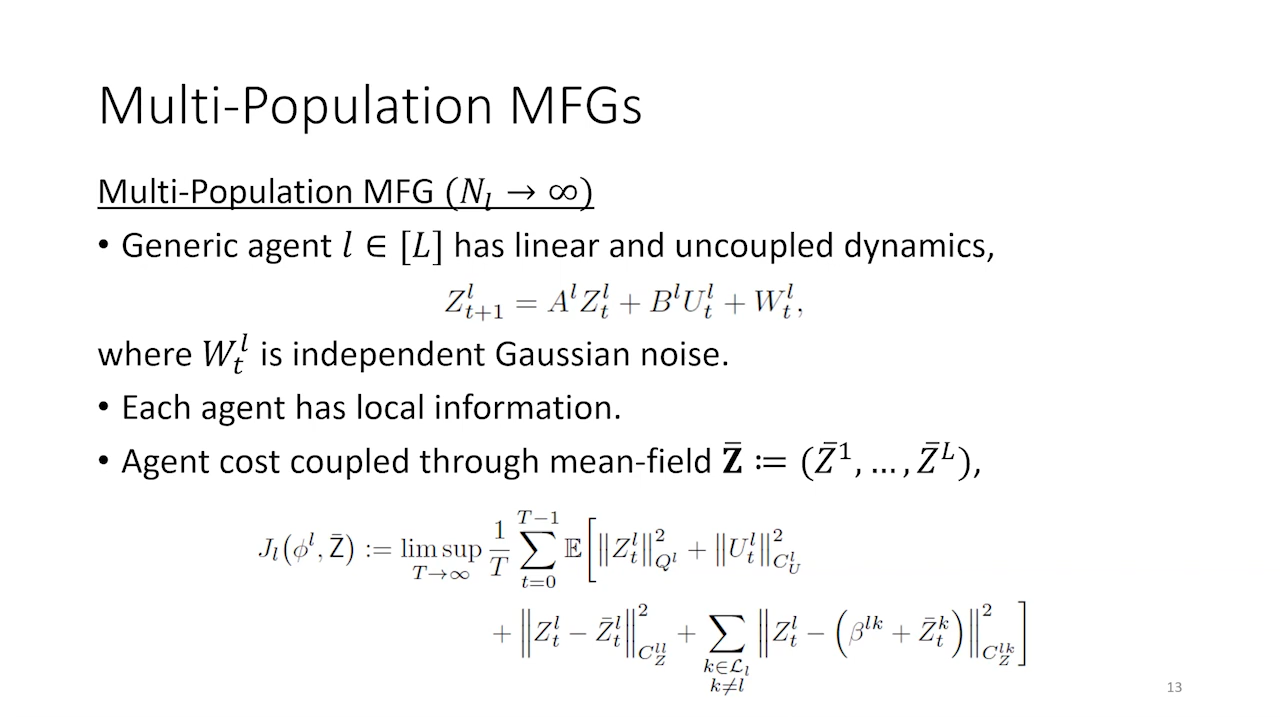 Multi-Population MFGs
Multi-Population MFG (N_l → ∞)
• Generic agent l ∈ [L] has linear and uncoupled dynamics,
Z^l_{t+1} = A^l Z^l_t + B^l U^l_t + W^l_t,
where W^l_t is independent Gaussian noise.
• Each agent has local information.
• Agent cost coupled through mean-field Z̄ ≔ (Z̄^1, … , Z̄^L),
J_l(ϕ^l, Z̄) := lim sup_{T→∞} 1/T ∑_{t=0}^{T−1} 𝔼[‖Z^l_t‖^2_{Q^l} + ‖U^l_t‖^2_{C^l_U}
+ ‖Z^l_t − Z̄^l_t‖^2_{C^{ll}_Z} + ∑_{k∈ℒ_l, k≠l} ‖Z^l_t − (β^{lk} + Z̄^k_t)‖^2_{C^{lk}_Z}]
13